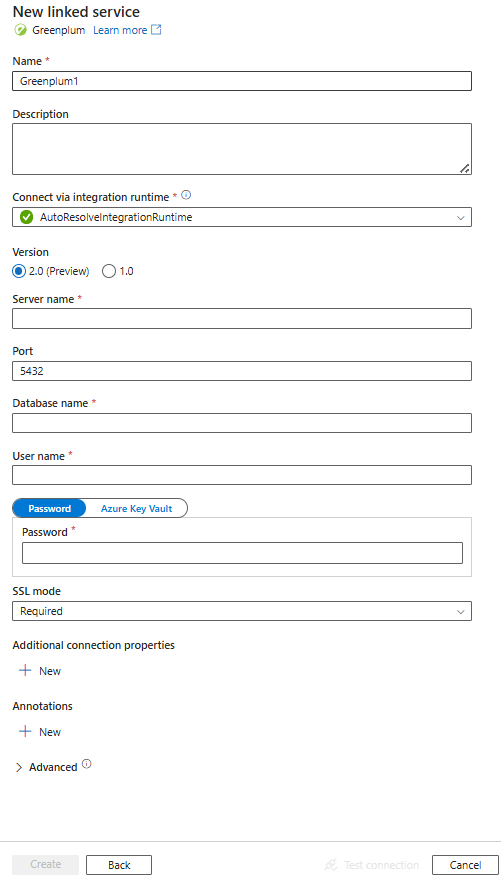 New linked service
Greenplum Learn more
Name *
Greenplum1
Description
Connect via integration runtime *
AutoResolveIntegrationRuntime
Version
2.0 (Preview) 1.0
Server name *
Port
5432
Database name *
User name *
Password Azure Key Vault
Password *
SSL mode
Required
Additional connection properties
New
Annotations
New
Advanced
Create Back Test connection Cancel